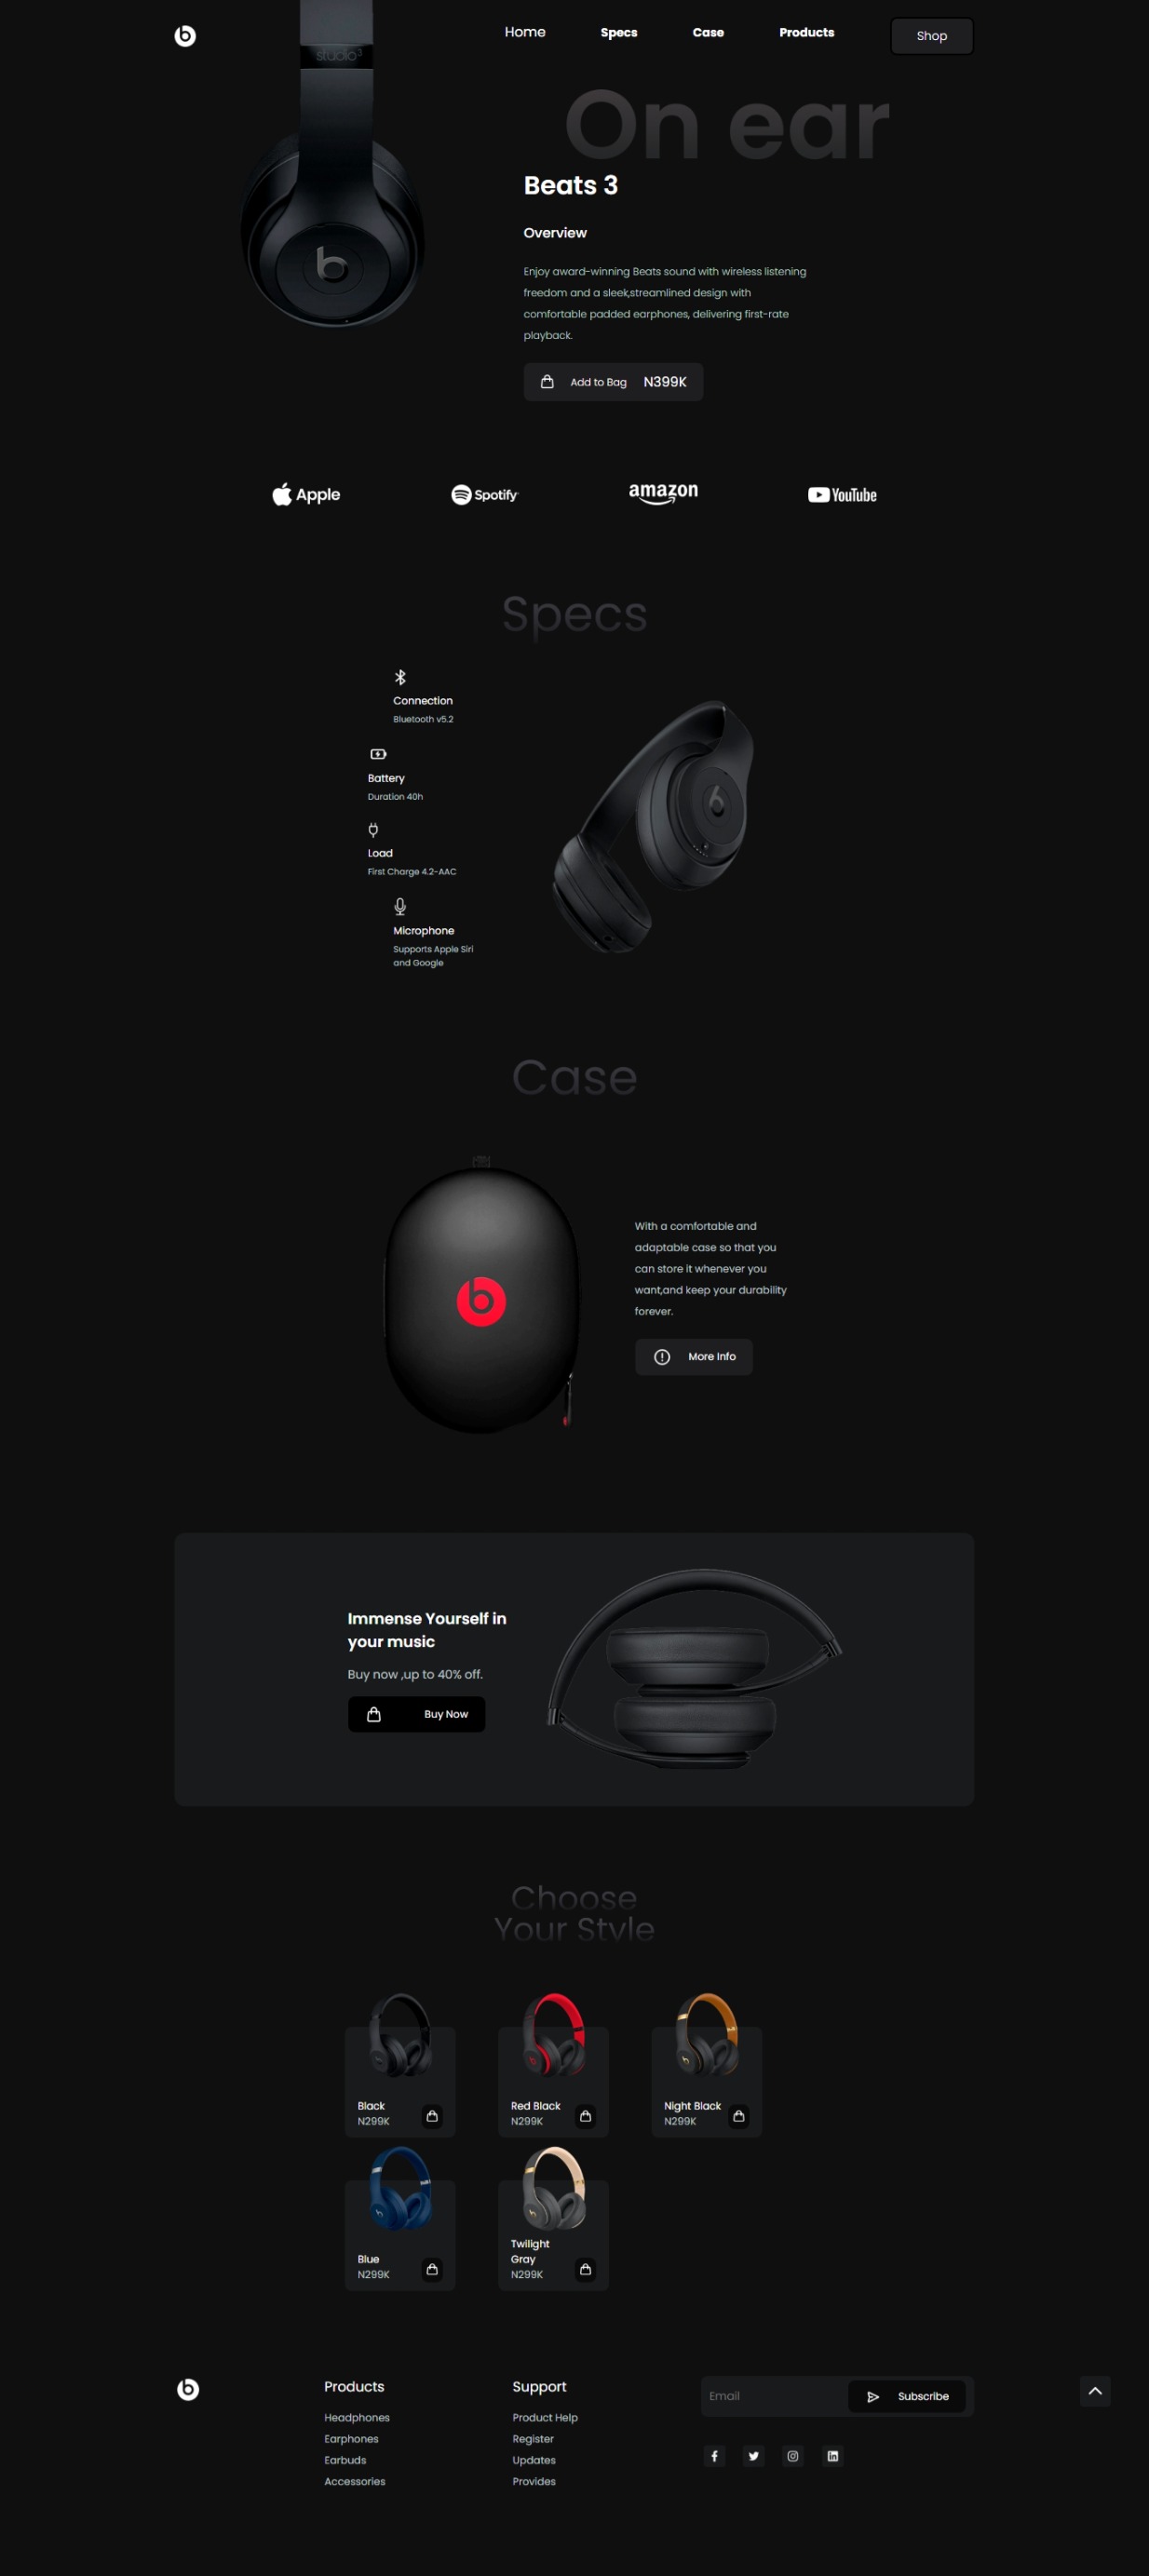 Home Specs Case Products Shop
studio3
On ear
Beats 3
Overview
Enjoy award-winning Beats sound with wireless listening
freedom and a sleek,streamlined design with
comfortable padded earphones, delivering first-rate
playback.
Add to Bag N399K
Apple Spotify amazon YouTube
Specs
Connection
Bluetooth v5.2
Battery
Duration 40h
Load
First Charge 4.2-AAC
Microphone
Supports Apple Siri
and Google
Case
With a comfortable and
adaptable case so that you
can store it whenever you
want,and keep your durability
forever.
More Info
Immense Yourself in
your music
Buy now ,up to 40% off.
Buy Now
Choose
Your Style
Black
N299K
Red Black
N299K
Night Black
N299K
Blue
N299K
Twilight
Gray
N299K
Products
Headphones
Earphones
Earbuds
Accessories
Support
Product Help
Register
Updates
Provides
Email Subscribe